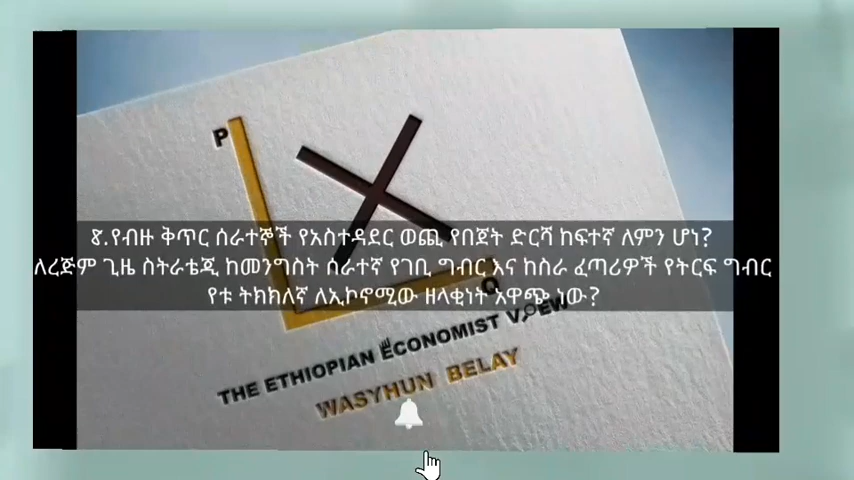 P
፰.የብዙ ቅጥር ሰራተኞች የአስተዳደር ወጪ የበጀት ድርሻ ከፍተኛ ለምን ሆነ?
ለረጅም ጊዜ ስትራቴጂ ከመንግስት ሰራተኛ የገቢ ግብር እና ከስራ ፈጣሪዎች የትርፍ ግብር
የቱ ትክክለኛ ለኢኮኖሚው ዘላቂነት አዋጭ ነው?
Q
THE ETHIOPIAN ECONOMIST VIEW
WASYHUN BELAY